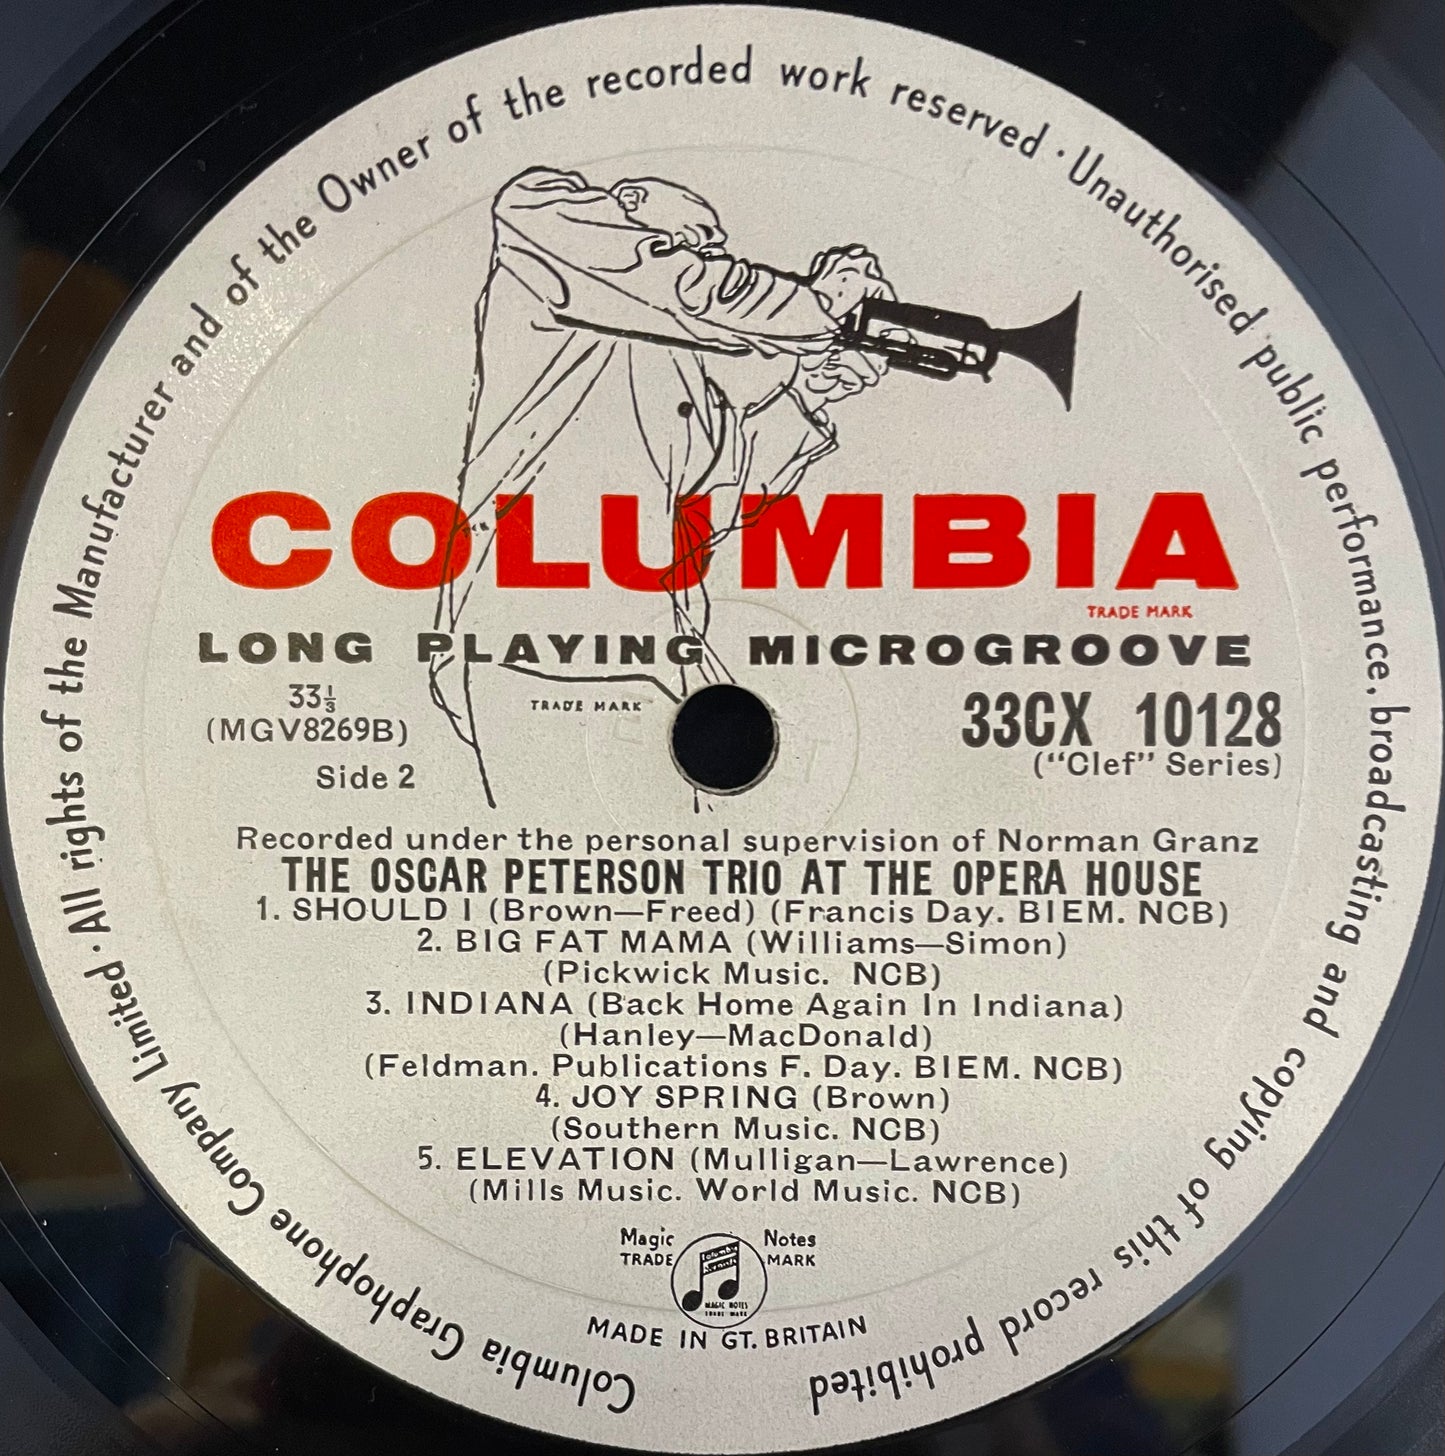 Columbia Graphophone Company Limited · All rights of the Manufacturer and of the Owner of the recorded work reserved · Unauthorised public performance, broadcasting and copying of this record prohibited
COLUMBIA
TRADE MARK
LONG PLAYING MICROGROOVE
TRADE MARK
33⅓
(MGV8269B)
Side 2
33CX 10128
("Clef" Series)
Recorded under the personal supervision of Norman Granz
THE OSCAR PETERSON TRIO AT THE OPERA HOUSE
1. SHOULD I (Brown—Freed) (Francis Day. BIEM. NCB)
2. BIG FAT MAMA (Williams—Simon)
(Pickwick Music. NCB)
3. INDIANA (Back Home Again In Indiana)
(Hanley—MacDonald)
(Feldman. Publications F. Day. BIEM. NCB)
4. JOY SPRING (Brown)
(Southern Music. NCB)
5. ELEVATION (Mulligan—Lawrence)
(Mills Music. World Music. NCB)
Magic Notes
TRADE MARK
MAGIC NOTES
TRADE MARK
MADE IN GT. BRITAIN